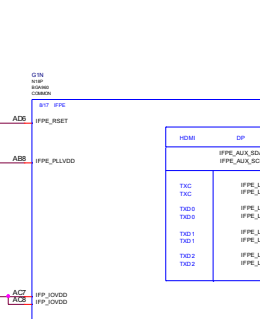 G1N
N16P
BGA960
COMMON
8/17 IFPE
AD6 IFPE_RSET
HDMI DP
IFPE_AUX_SD
IFPE_AUX_SC
AB8 IFPE_PLLVDD
TXC IFPE_L
TXC IFPE_L
TXD0 IFPE_L
TXD0 IFPE_L
TXD1 IFPE_L
TXD1 IFPE_L
TXD2 IFPE_L
TXD2 IFPE_L
AC7 IFP_IOVDD
AC8 IFP_IOVDD